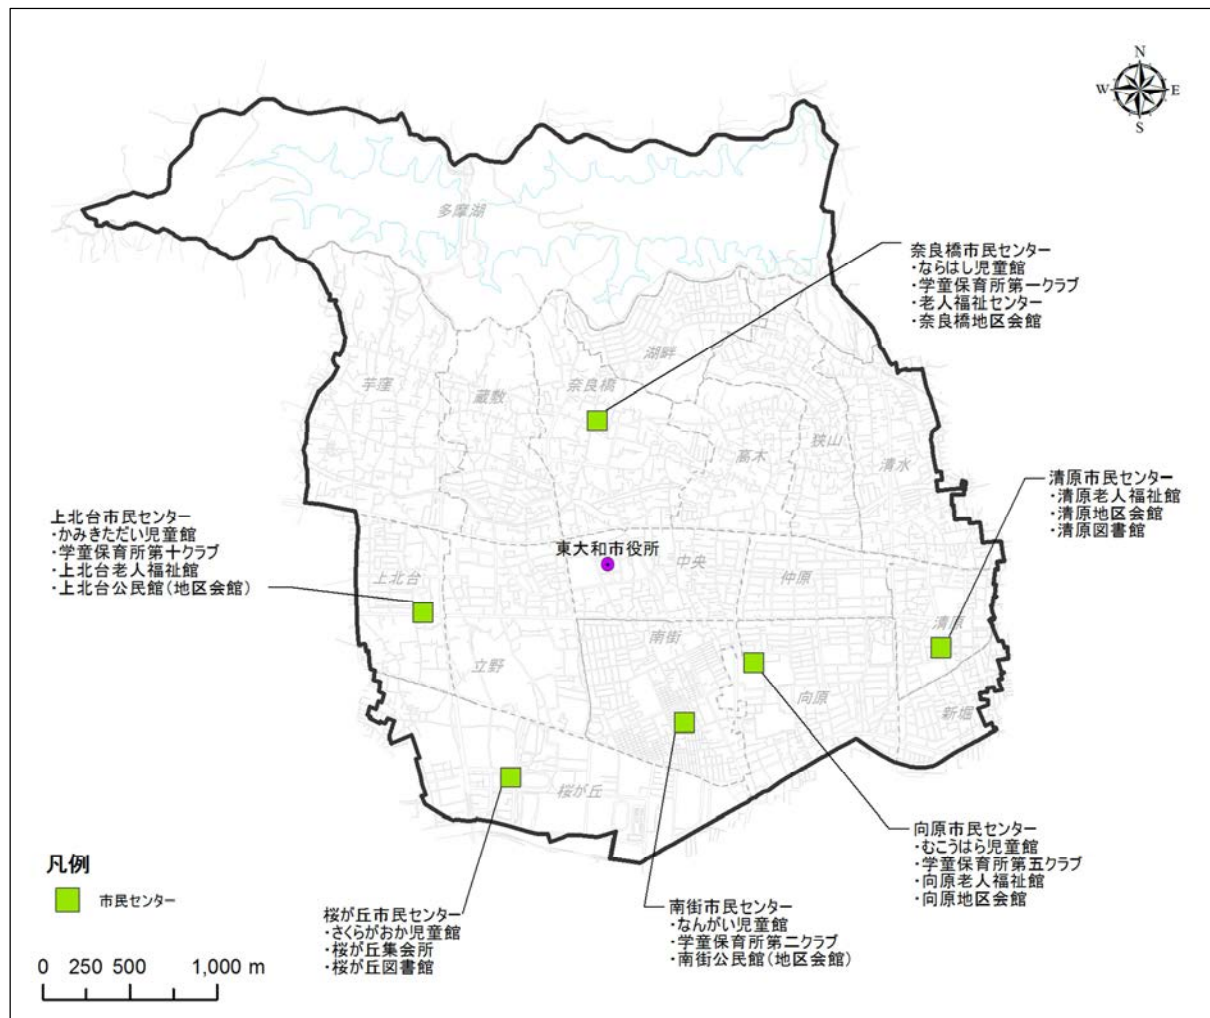 N
W
E
S
多摩湖
奈良橋市民センター
・ならはし児童館
・学童保育所第一クラブ
・老人福祉センター
・奈良橋地区会館
湖畔
芋窪
蔵敷
奈良橋
高木
狭山
清水
清原市民センター
・清原老人福祉館
・清原地区会館
・清原図書館
上北台市民センター
・かみきただい児童館
・学童保育所第十クラブ
・上北台老人福祉館
・上北台公民館(地区会館)
東大和市役所
中央
上北台
仲原
清原
南街
立野
向原
新堀
桜が丘
向原市民センター
・むこうはら児童館
・学童保育所第五クラブ
・向原老人福祉館
・向原地区会館
凡例
市民センター
桜が丘市民センター
・さくらがおか児童館
・桜が丘集会所
・桜が丘図書館
南街市民センター
・なんがい児童館
・学童保育所第二クラブ
・南街公民館(地区会館)
0 250 500 1,000 m